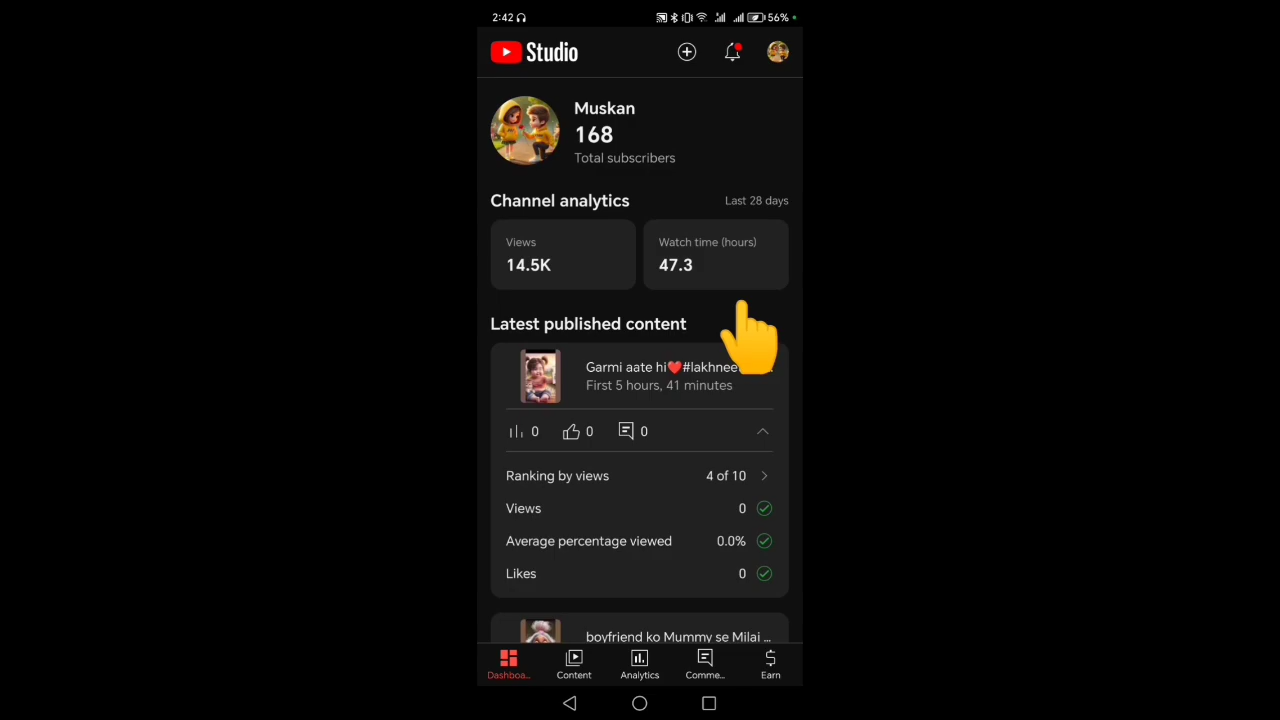 2:42
56%
Studio
Muskan
168
Total subscribers
Channel analytics
Last 28 days
Views
Watch time (hours)
14.5K
47.3
Latest published content
Garmi aate hi❤️#lakhnee
First 5 hours, 41 minutes
0 0 0
Ranking by views 4 of 10
Views 0
Average percentage viewed 0.0%
Likes 0
boyfriend ko Mummy se Milai ...
Dashboa... Content Analytics Comme... Earn